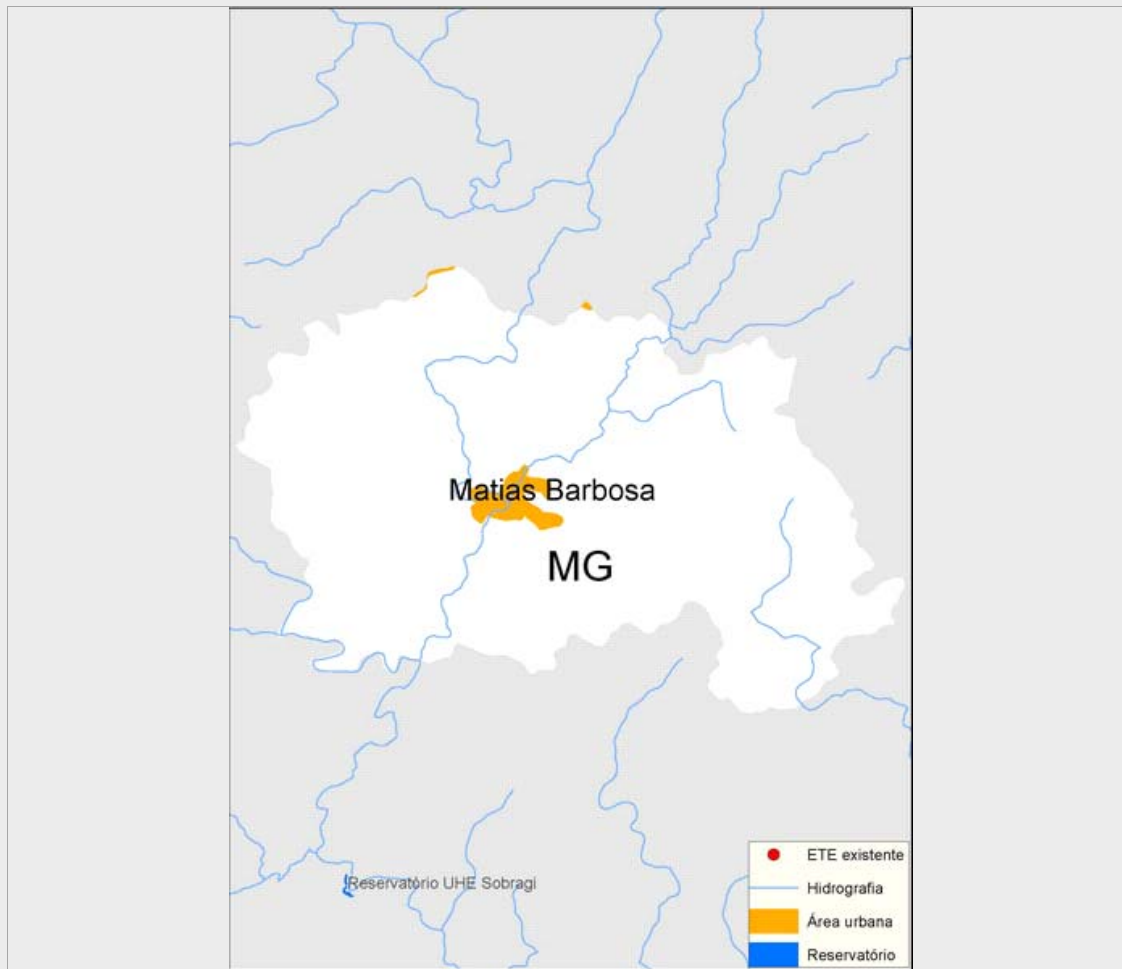 Matias Barbosa
MG
Reservatório UHE Sobragi
ETE existente
Hidrografia
Área urbana
Reservatório